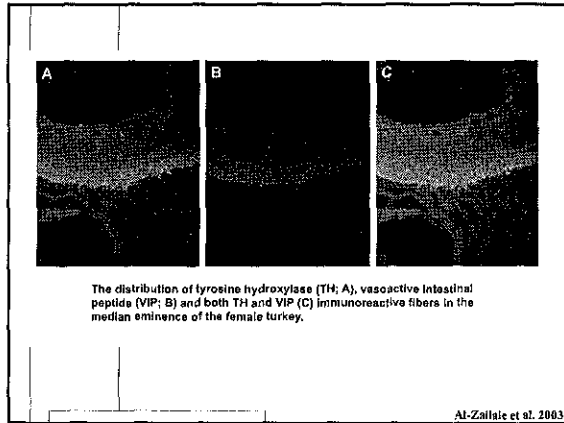 A B C
The distribution of tyrosine hydroxylase (TH; A), vasoactive intestinal
peptide (VIP; B) and both TH and VIP (C) immunoreactive fibers in the
median eminence of the female turkey.
Al-Zailaie et al. 2003